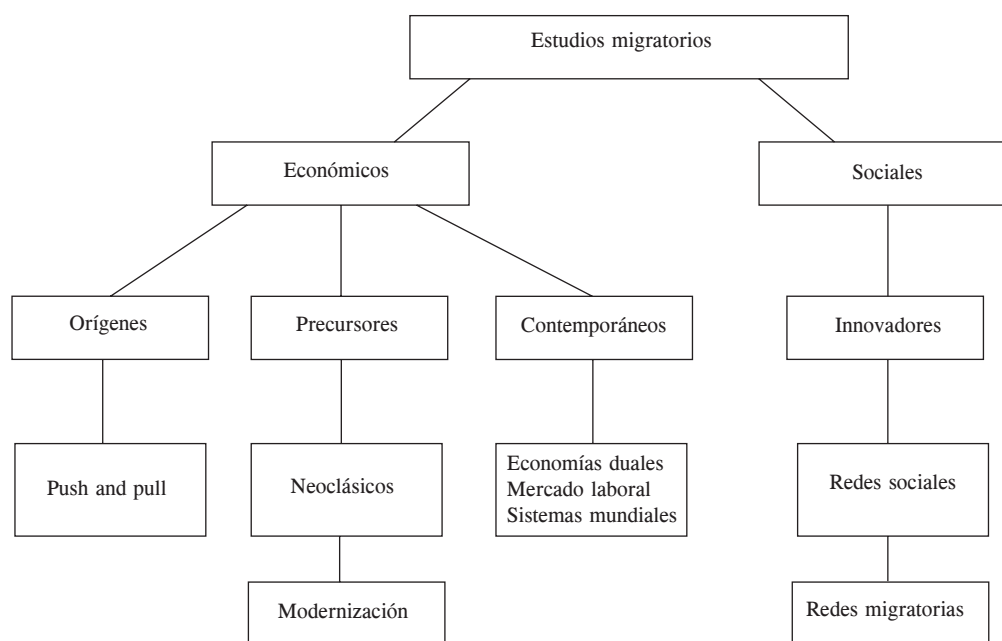 Estudios migratorios
Económicos
Sociales
Orígenes
Precursores
Contemporáneos
Innovadores
Push and pull
Neoclásicos
Economías duales
Mercado laboral
Sistemas mundiales
Redes sociales
Modernización
Redes migratorias